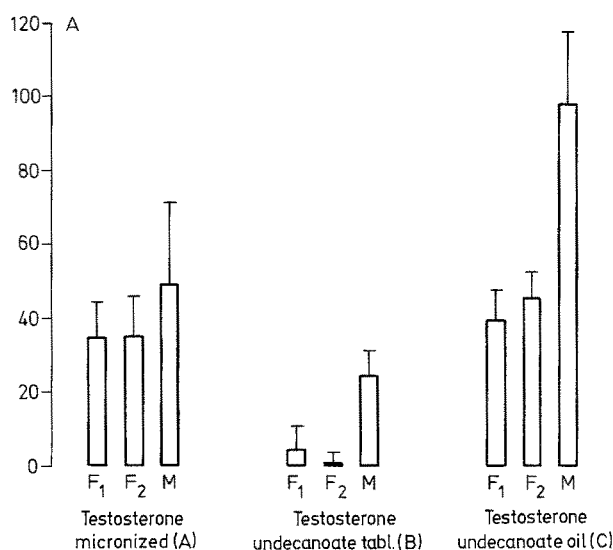 A
120
100
80
60
40
20
0
F₁ F₂ M
Testosterone
micronized (A)
F₁ F₂ M
Testosterone
undecanoate tabl. (B)
F₁ F₂ M
Testosterone
undecanoate oil (C)